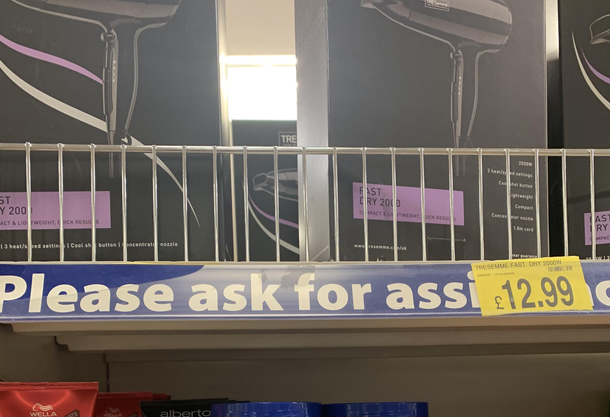 TRE
FAST
DRY 2000
COMPACT & LIGHTWEIGHT, QUICK RESULTS
www.tresemme.co.uk
2000W
3 heat/speed settings
Cool shot button
Lightweight
Compact
Concentrator nozzle
1.8m cord
DRY 2000
COMPACT & LIGHTWEIGHT, QUICK RESULTS
3 heat/speed settings | Cool shot button | concentrator nozzle
Please ask for assi
TRESEMME FAST DRY 2000W
£12.99
WELLA
alberto